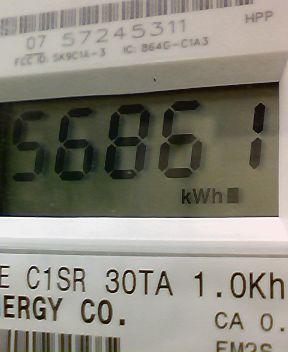 07 57245311
HPP
FCC ID: SK9C1A-3 IC: 864G-C1A3
56861
kWh
E C1SR 30TA 1.0Kh
ERGY CO.
CA 0.
EM2S